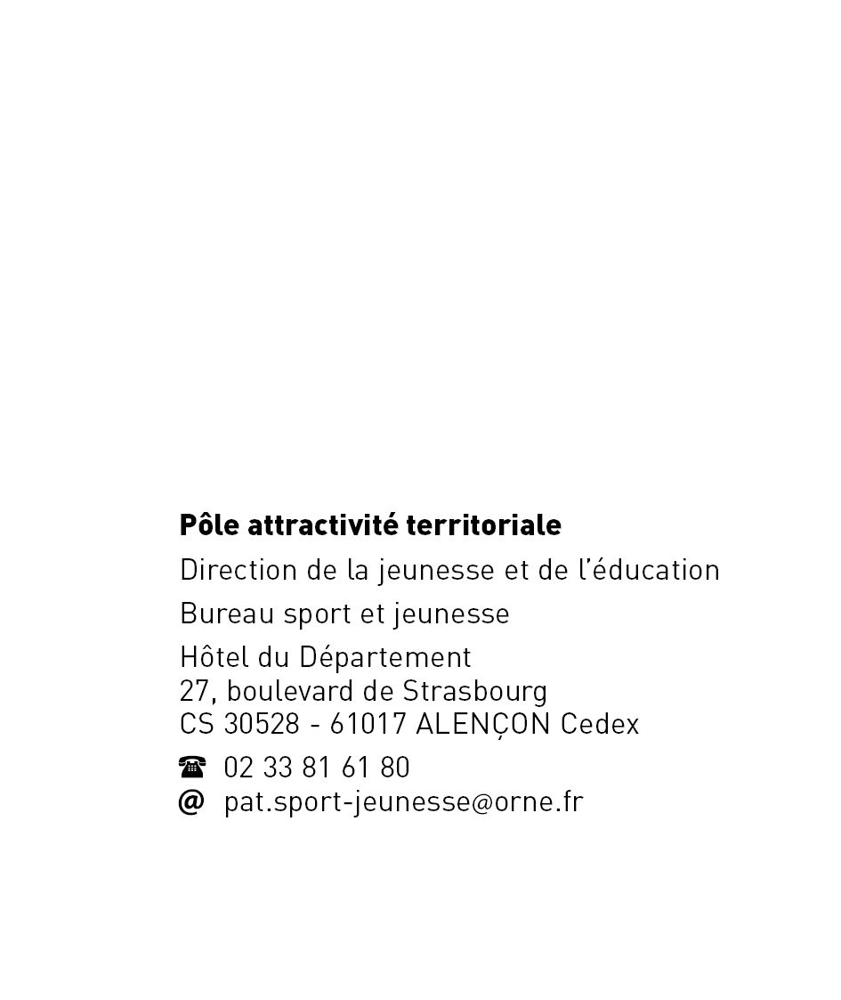 Pôle attractivité territoriale
Direction de la jeunesse et de l’éducation
Bureau sport et jeunesse
Hôtel du Département
27, boulevard de Strasbourg
CS 30528 - 61017 ALENÇON Cedex
☎ 02 33 81 61 80
@ pat.sport-jeunesse@orne.fr